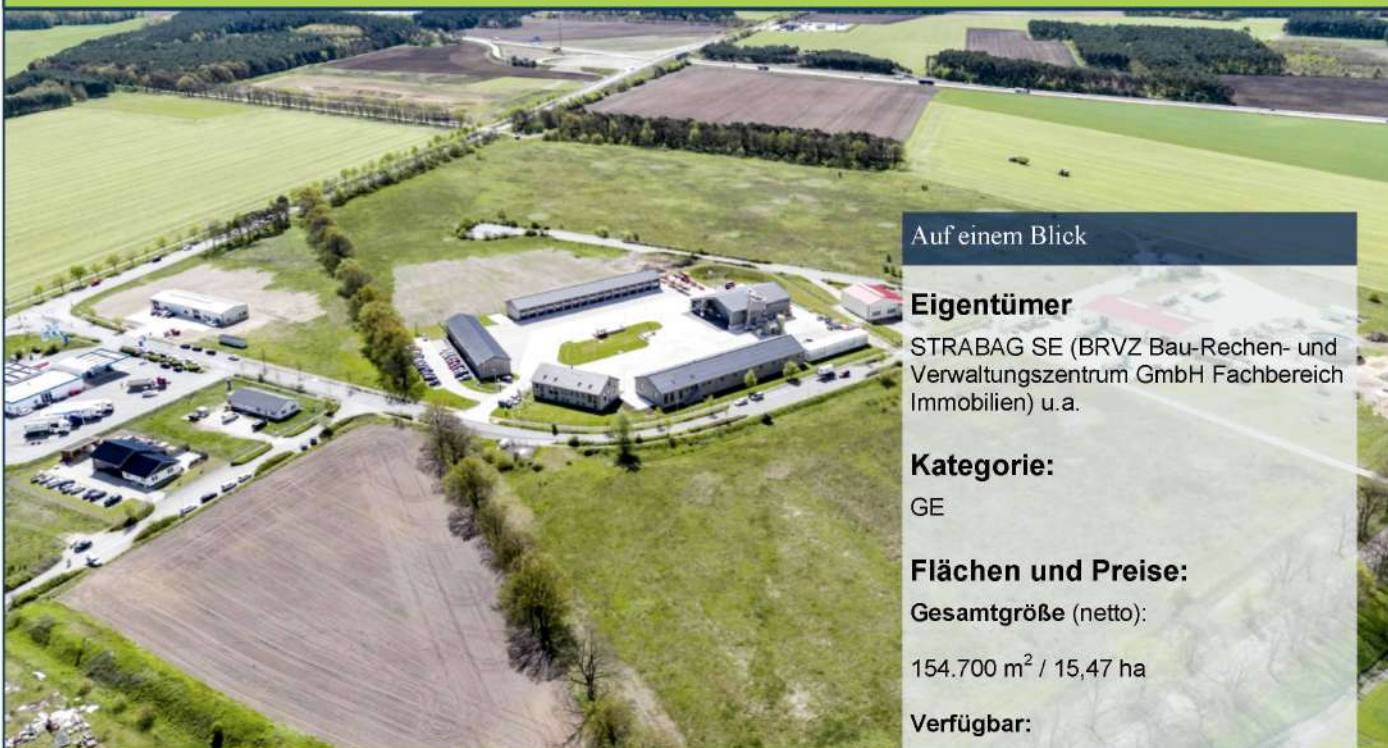 Auf einem Blick
Eigentümer
STRABAG SE (BRVZ Bau-Rechen- und
Verwaltungszentrum GmbH Fachbereich
Immobilien) u.a.
Kategorie:
GE
Flächen und Preise:
Gesamtgröße (netto):
154.700 m² / 15,47 ha
Verfügbar: